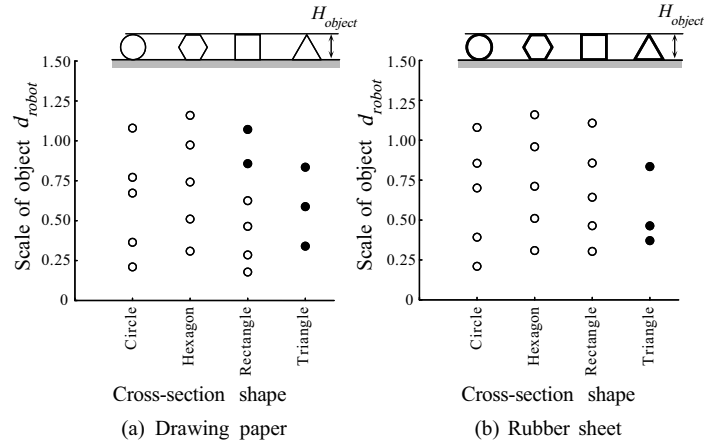 H_object
Scale of object d_robot
1.50
1.25
1.00
0.75
0.50
0.25
0
Circle
Hexagon
Rectangle
Triangle
Cross-section shape
(a) Drawing paper
H_object
Scale of object d_robot
1.50
1.25
1.00
0.75
0.50
0.25
0
Circle
Hexagon
Rectangle
Triangle
Cross-section shape
(b) Rubber sheet